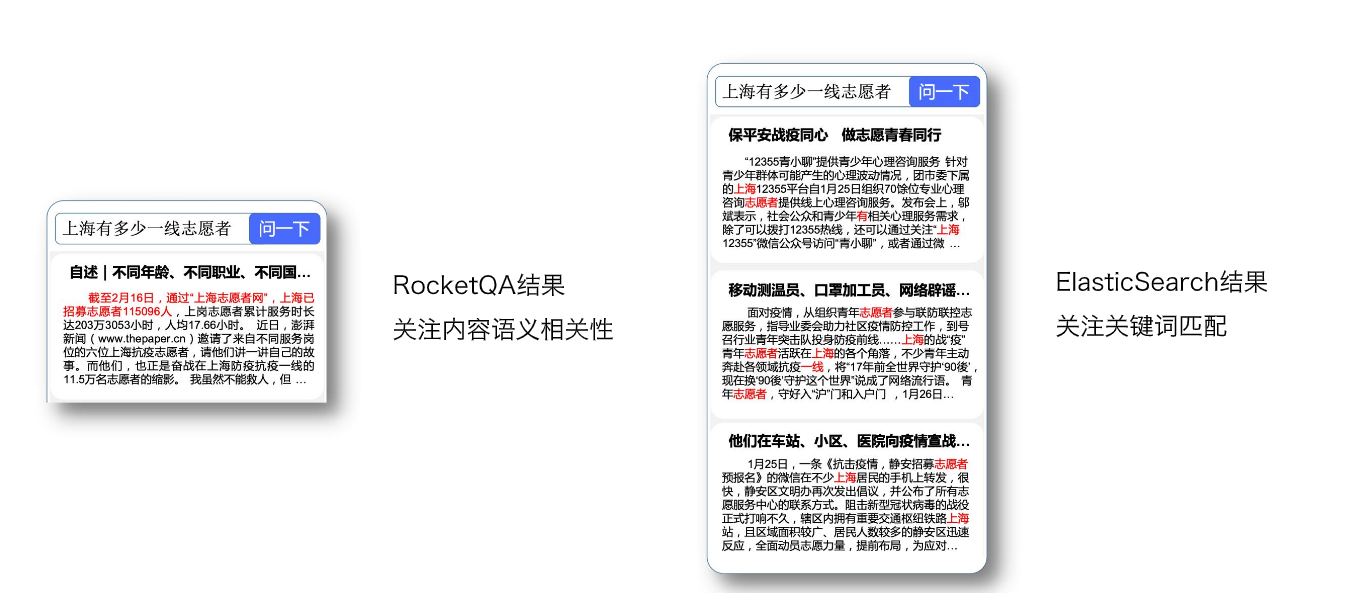 上海有多少一线志愿者
问一下
自述｜不同年龄、不同职业、不同国...
截至2月16日，通过“上海志愿者网”，上海已
招募志愿者115096人，上岗志愿者累计服务时长
达203万3053小时，人均17.66小时。 近日，澎湃
新闻（www.thepaper.cn）邀请了来自不同服务岗
位的六位上海抗疫志愿者，请他们讲一讲自己的故
事。而他们，也正是奋战在上海防疫抗疫一线的
11.5万名志愿者的缩影。 我虽然不能救人，但 ...
RocketQA结果
关注内容语义相关性
上海有多少一线志愿者
问一下
保平安战疫同心 做志愿青春同行
“12355青小聊”提供青少年心理咨询服务 针对
青少年群体可能产生的心理波动情况，团市委下属
的上海12355平台自1月25日组织70馀位专业心理
咨询志愿者提供线上心理咨询服务。发布会上，邬
斌表示，社会公众和青少年有相关心理服务需求，
除了可以拨打12355热线，还可以通过关注“上海
12355”微信公众号访问“青小聊”，或者通过微 ...
移动测温员、口罩加工员、网络辟谣...
面对疫情，从组织青年志愿者参与联防联控志
愿服务，指导业委会助力社区疫情防控工作，到号
召行业青年突击队投身防疫前线......上海的战“疫”
青年志愿者活跃在上海的各个角落，不少青年主动
奔赴各领域抗疫一线，将“17年前全世界守护‘90後’，
现在换‘90後’守护这个世界”说成了网络流行语。 青
年志愿者，守好入“沪”门和入户门 ，1月26日...
他们在车站、小区、医院向疫情宣战...
1月25日，一条《抗击疫情，静安招募志愿者
预报名》的微信在不少上海居民的手机上转发，很
快，静安区文明办再次发出倡议，并公布了所有志
愿服务中心的联系方式。阻击新型冠状病毒的战役
正式打响不久，辖区内拥有重要交通枢纽铁路上海
站，且区域面积较广、居民人数较多的静安区迅速
反应，全面动员志愿力量，提前布局，为应对...
ElasticSearch结果
关注关键词匹配